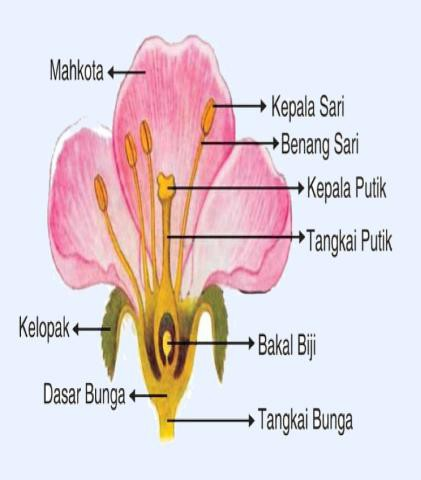 Mahkota
Kepala Sari
Benang Sari
Kepala Putik
Tangkai Putik
Kelopak
Bakal Biji
Dasar Bunga
Tangkai Bunga